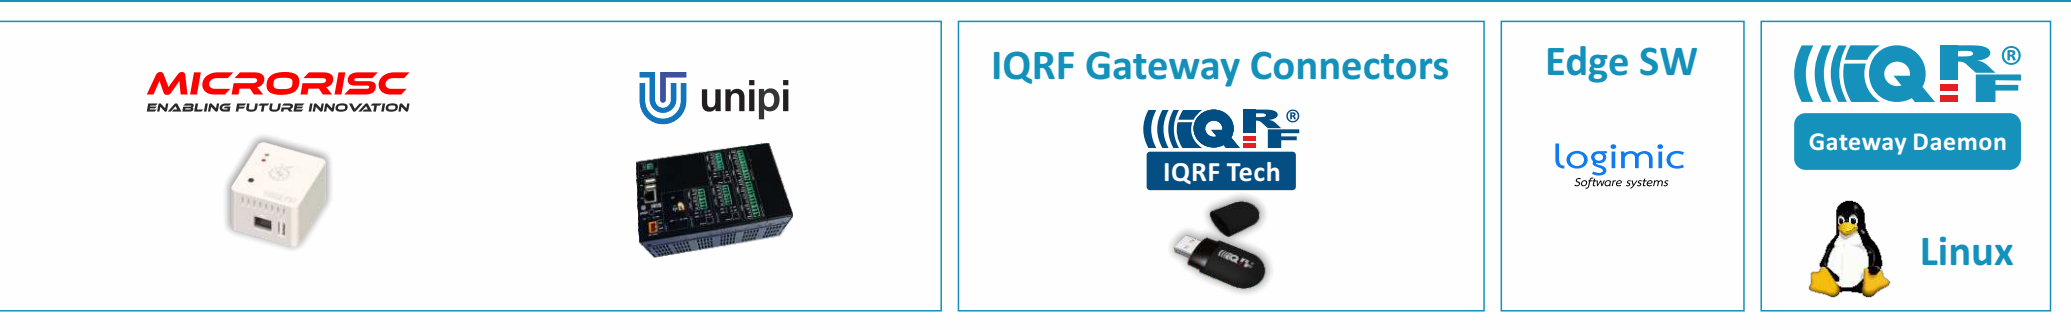 MICRORISC
ENABLING FUTURE INNOVATION
unipi
IQRF Gateway Connectors
IQRF®
IQRF Tech
IQRF
Edge SW
logimic
Software systems
IQRF®
Gateway Daemon
Linux